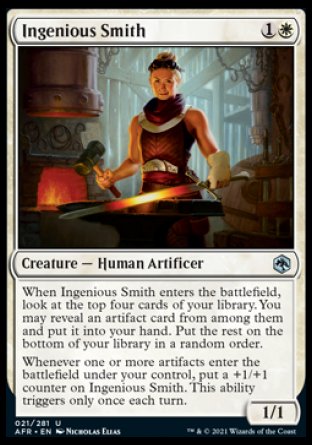 Ingenious Smith 1
Creature — Human Artificer
When Ingenious Smith enters the battlefield,
look at the top four cards of your library. You
may reveal an artifact card from among them
and put it into your hand. Put the rest on the
bottom of your library in a random order.
Whenever one or more artifacts enter the
battlefield under your control, put a +1/+1
counter on Ingenious Smith. This ability
triggers only once each turn.
1/1
021/281 U
AFR • EN Nicholas Elias
™ & © 2021 Wizards of the Coast